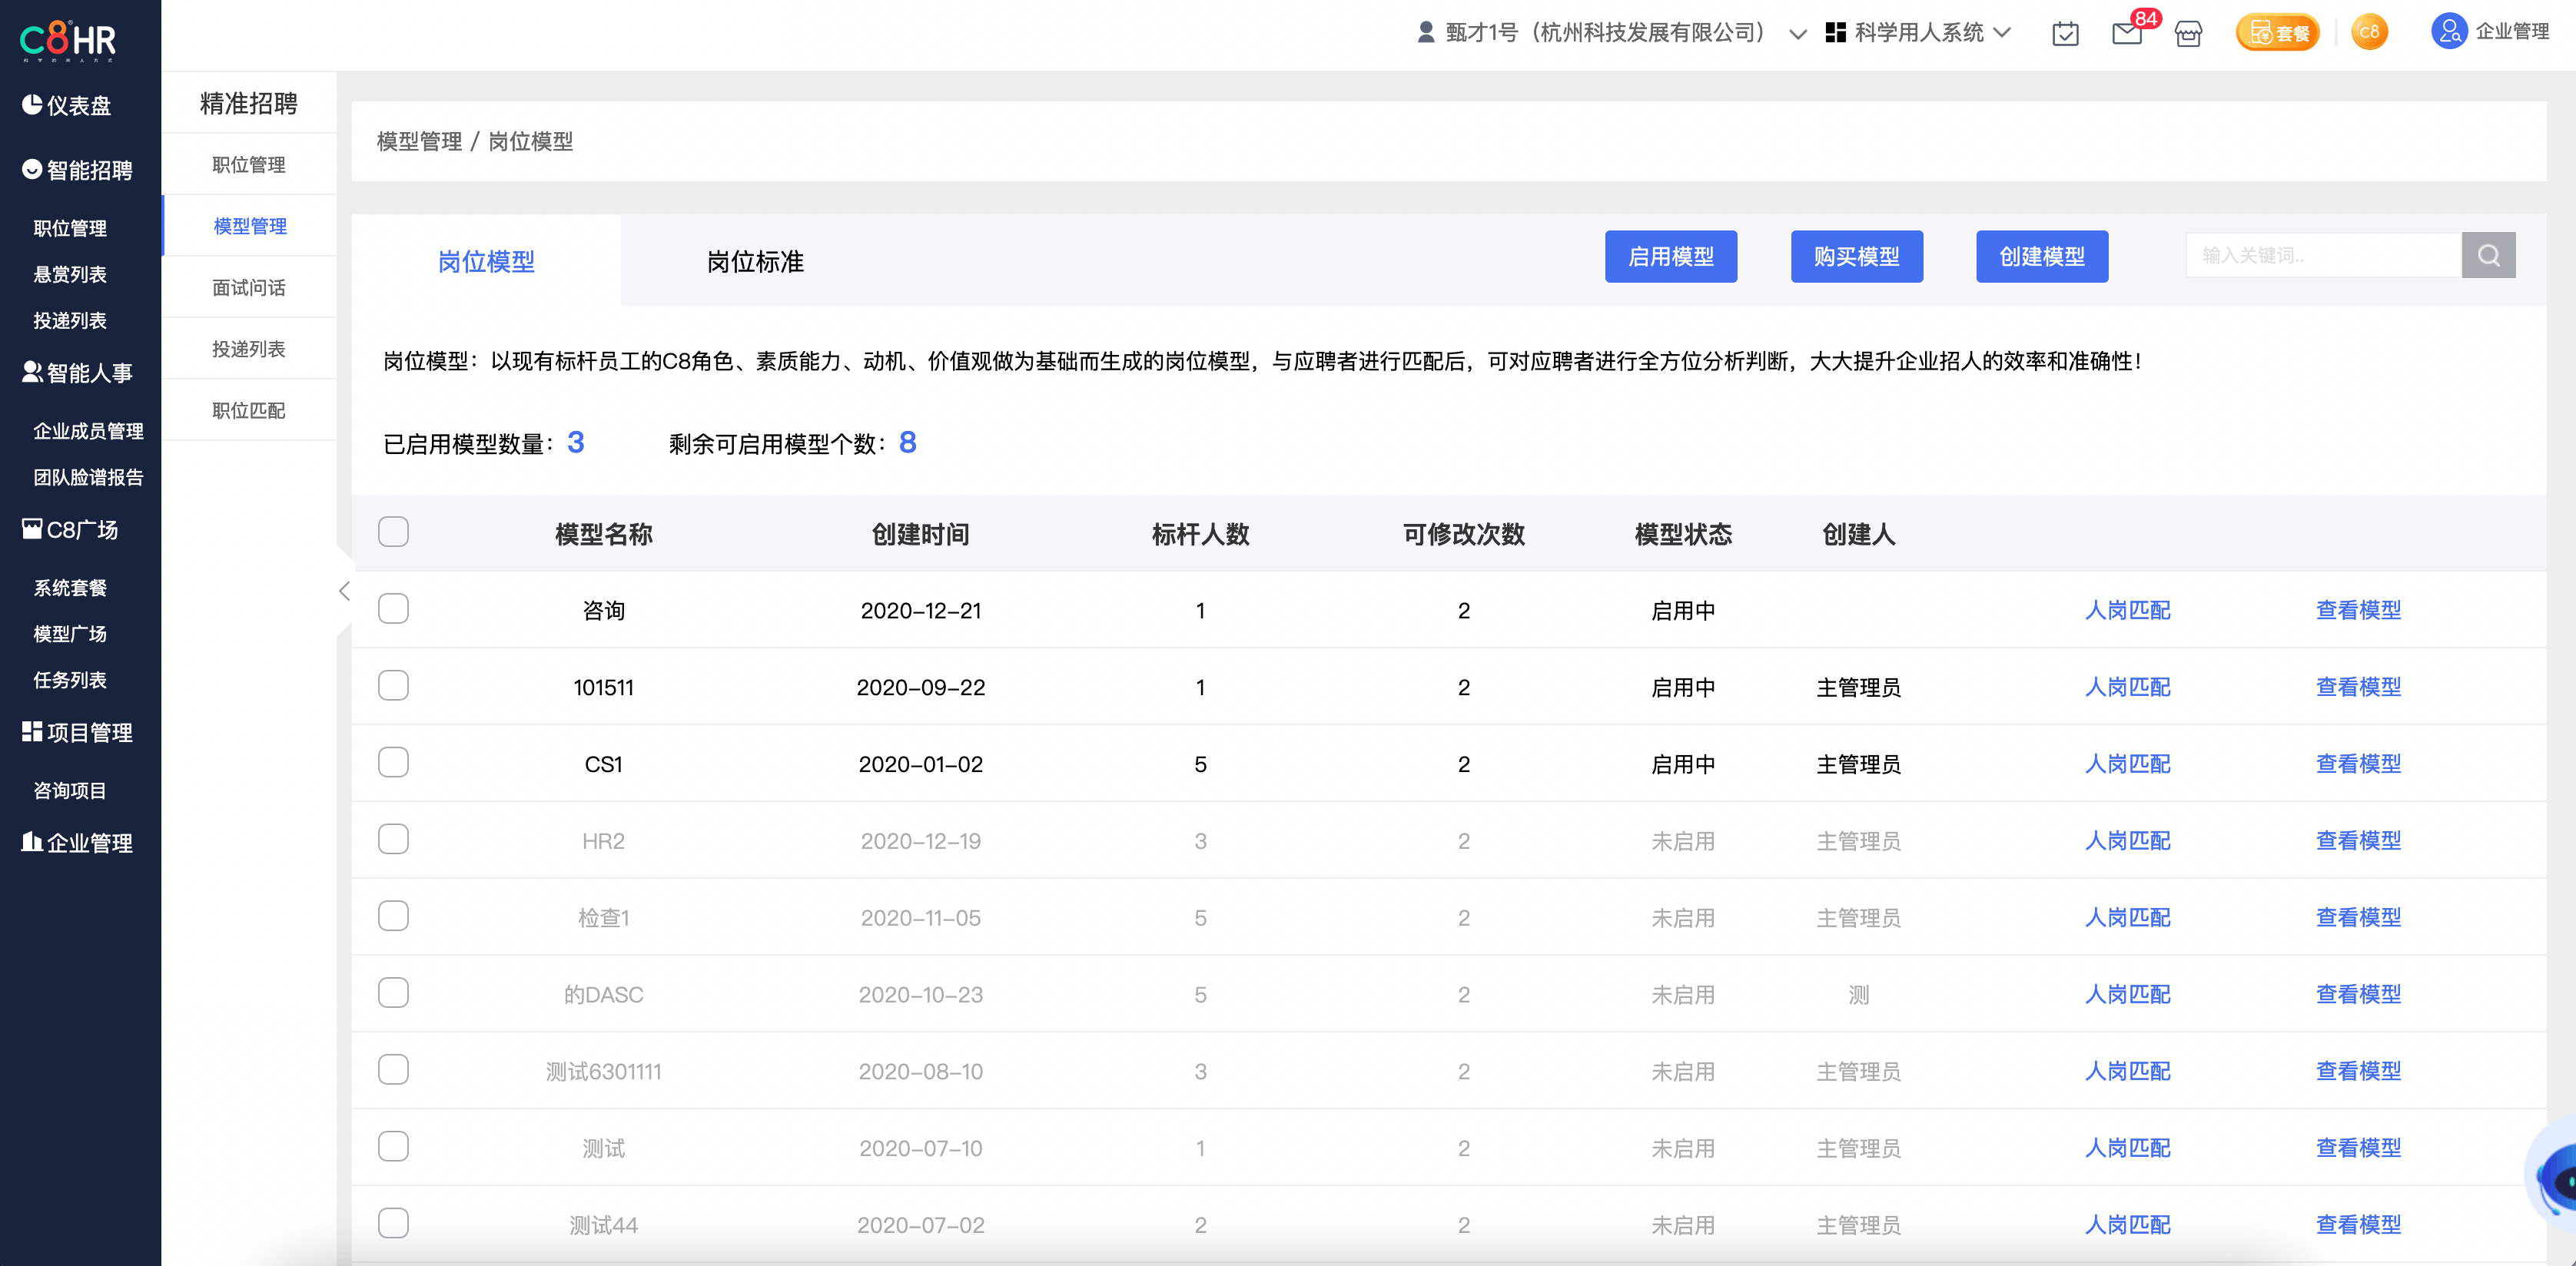 C8HR
甄才1号（杭州科技发展有限公司）
科学用人系统
84
套餐
C8
企业管理
仪表盘
智能招聘
职位管理
悬赏列表
投递列表
智能人事
企业成员管理
团队脸谱报告
C8广场
系统套餐
模型广场
任务列表
项目管理
咨询项目
企业管理
精准招聘
职位管理
模型管理
面试问话
投递列表
职位匹配
模型管理 / 岗位模型
岗位模型 岗位标准 启用模型 购买模型 创建模型 输入关键词..
岗位模型：以现有标杆员工的C8角色、素质能力、动机、价值观做为基础而生成的岗位模型，与应聘者进行匹配后，可对应聘者进行全方位分析判断，大大提升企业招人的效率和准确性！
已启用模型数量：3 剩余可启用模型个数：8
模型名称 创建时间 标杆人数 可修改次数 模型状态 创建人
咨询 2020-12-21 1 2 启用中 人岗匹配 查看模型
101511 2020-09-22 1 2 启用中 主管理员 人岗匹配 查看模型
CS1 2020-01-02 5 2 启用中 主管理员 人岗匹配 查看模型
HR2 2020-12-19 3 2 未启用 主管理员 人岗匹配 查看模型
检查1 2020-11-05 5 2 未启用 主管理员 人岗匹配 查看模型
的DASC 2020-10-23 5 2 未启用 测 人岗匹配 查看模型
测试6301111 2020-08-10 3 2 未启用 主管理员 人岗匹配 查看模型
测试 2020-07-10 1 2 未启用 主管理员 人岗匹配 查看模型
测试44 2020-07-02 2 2 未启用 主管理员 人岗匹配 查看模型